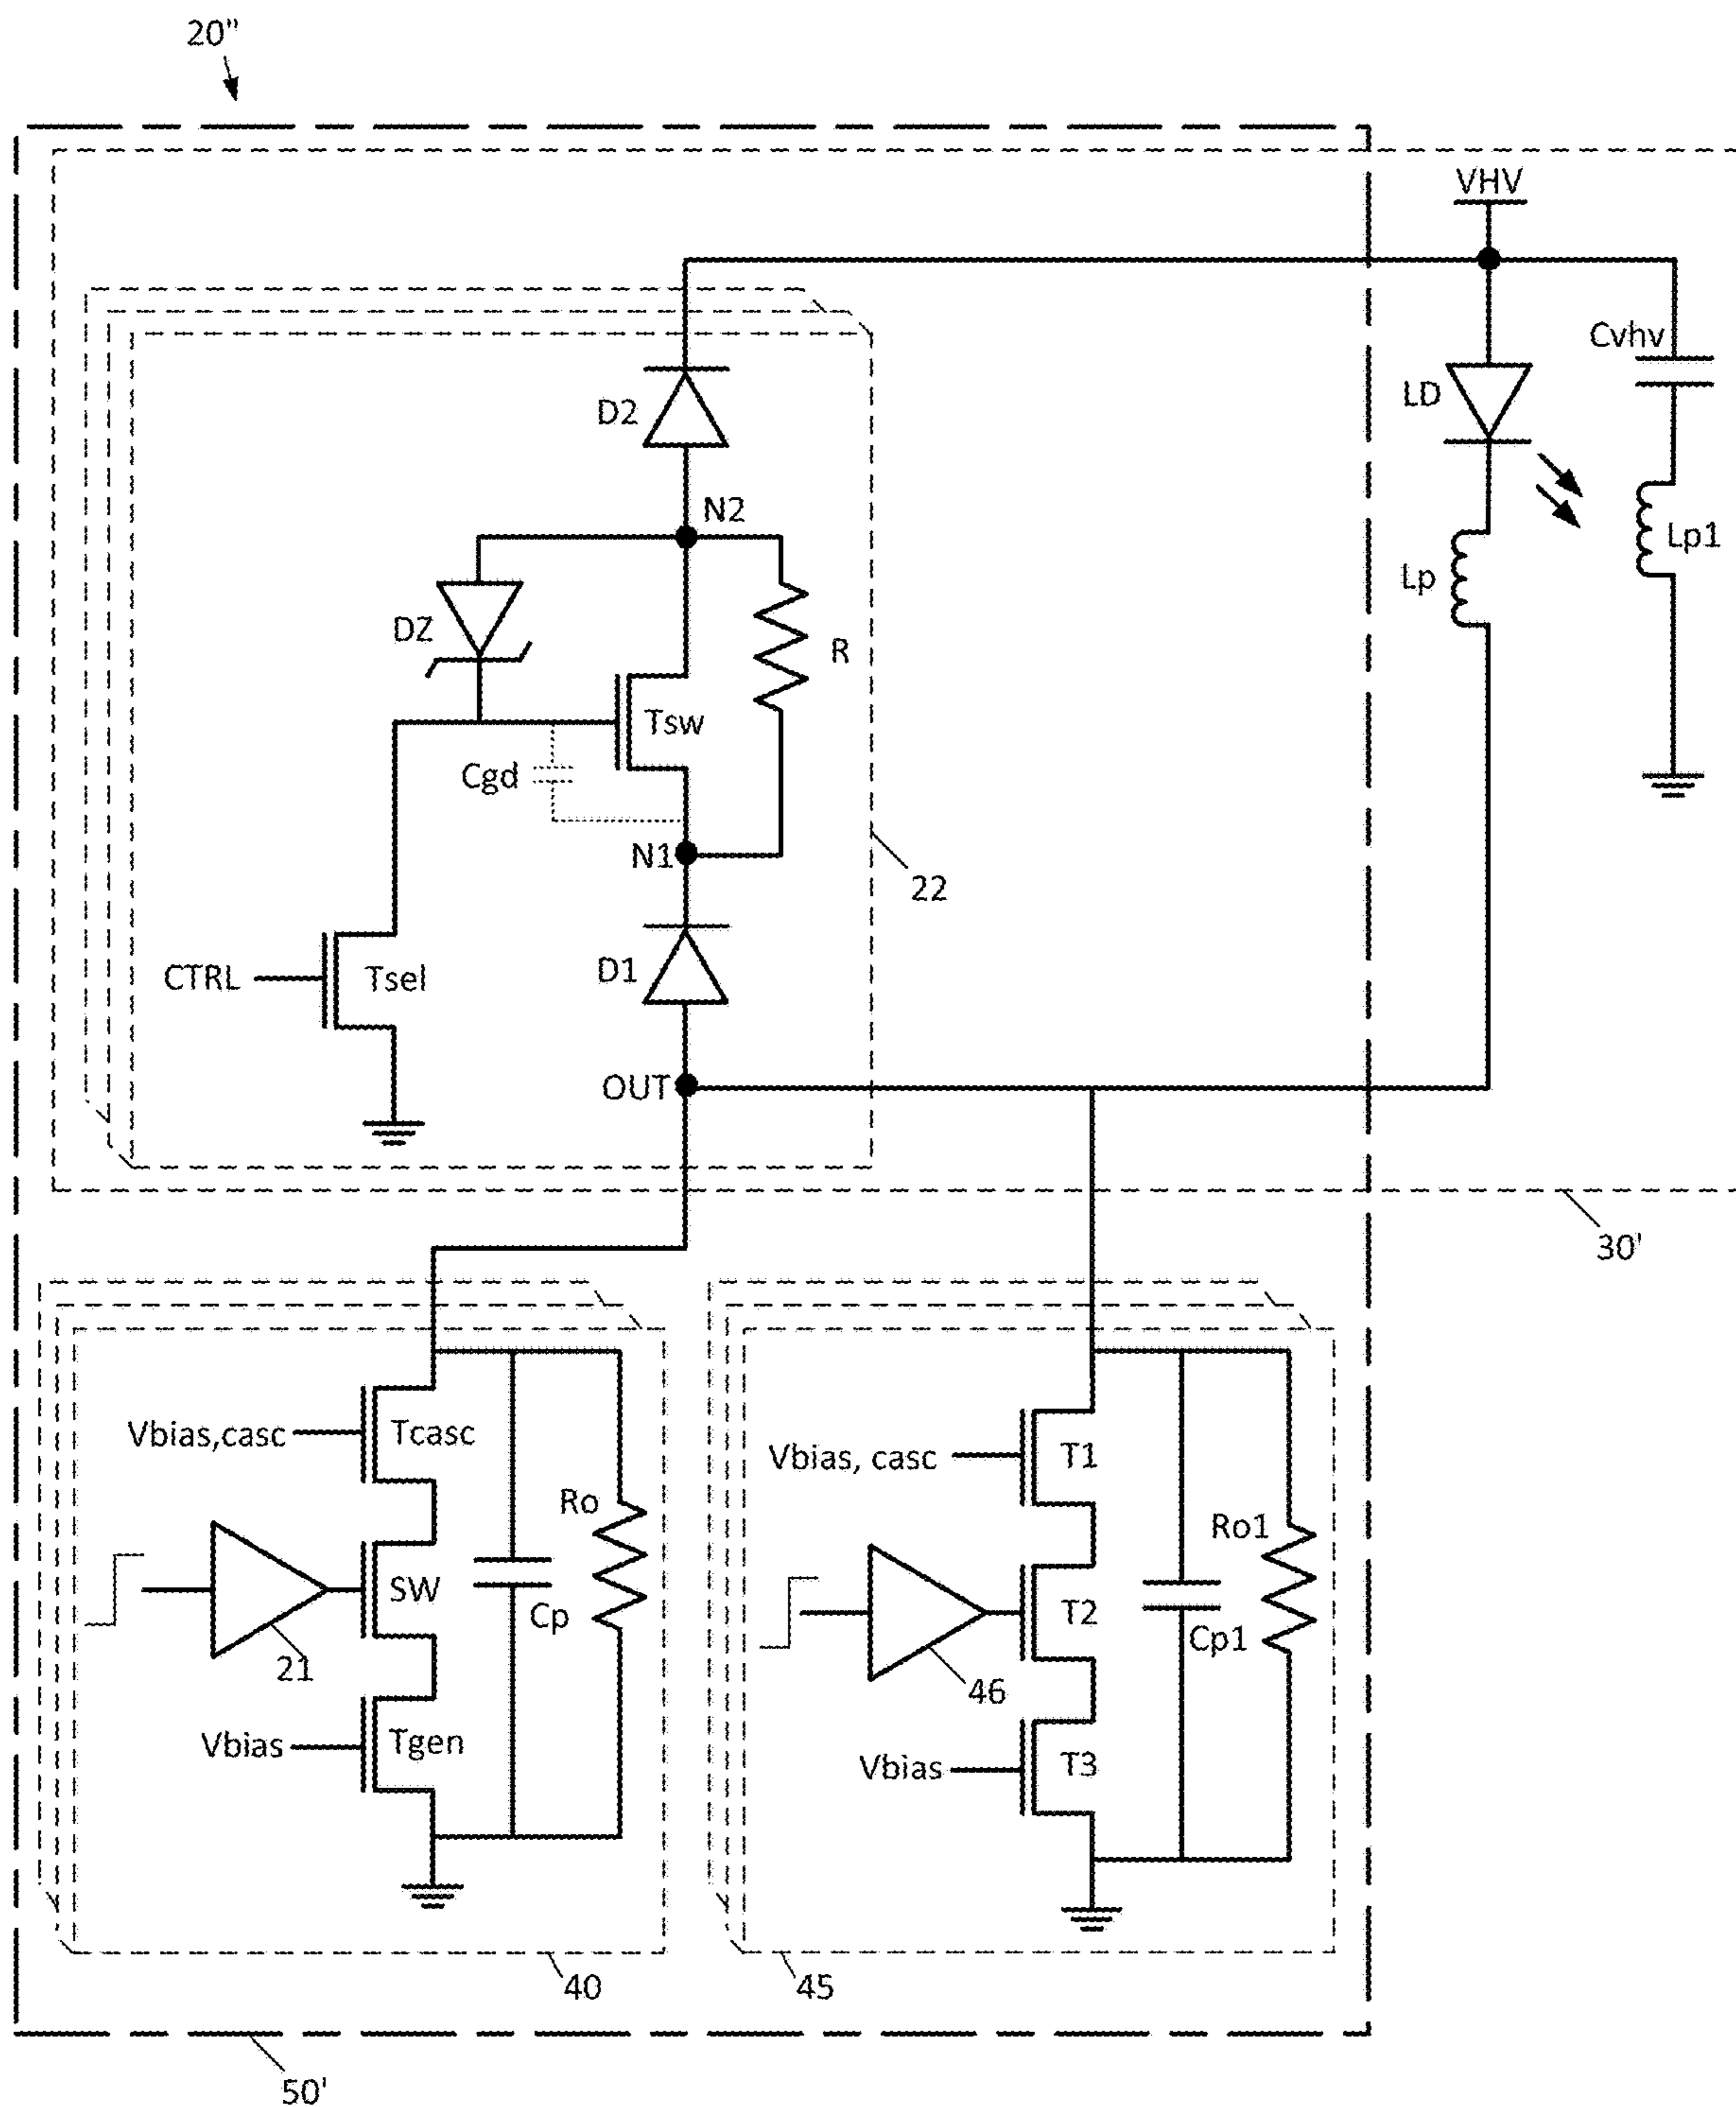 20"
VHV
Cvhv
LD
D2
N2
Lp1
Lp
DZ
R
Tsw
Cgd
N1
22
D1
CTRL
Tsel
OUT
30'
Vbias,casc
Tcasc
Vbias, casc
T1
Ro
Ro1
SW
Cp
T2
Cp1
21
46
Vbias
Tgen
Vbias
T3
40
45
50'